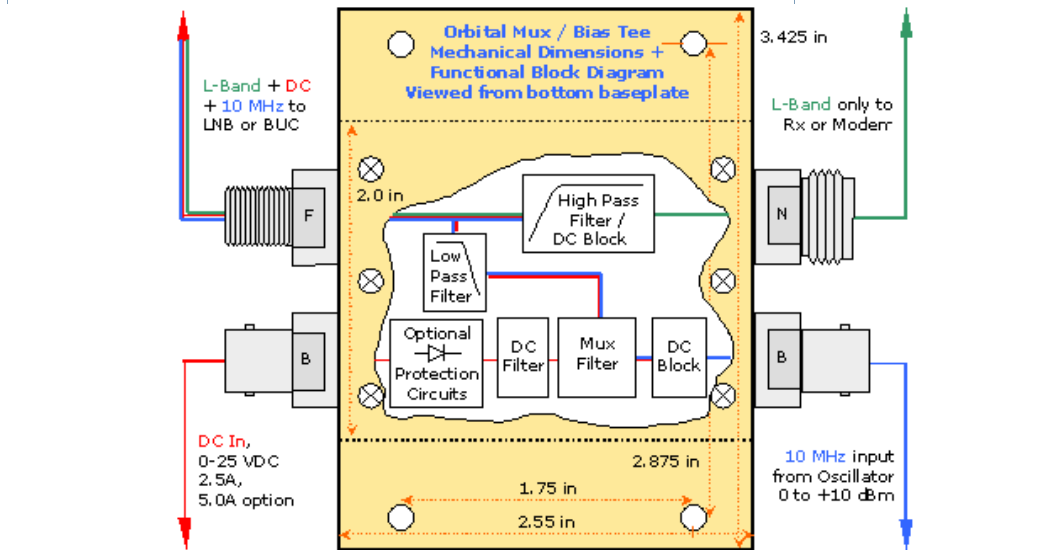 Orbital Mux / Bias Tee
Mechanical Dimensions +
Functional Block Diagram
Viewed from bottom baseplate
3.425 in
L-Band + DC
+ 10 MHz to
LNB or BUC
L-Band only to
Rx or Modem
2.0 in
F
High Pass
Filter /
DC Block
N
Low
Pass
Filter
B
Optional
Protection
Circuits
DC
Filter
Mux
Filter
DC
Block
B
DC In,
0-25 VDC
2.5A,
5.0A option
2.875 in
10 MHz input
from Oscillator
0 to +10 dBm
1.75 in
2.55 in